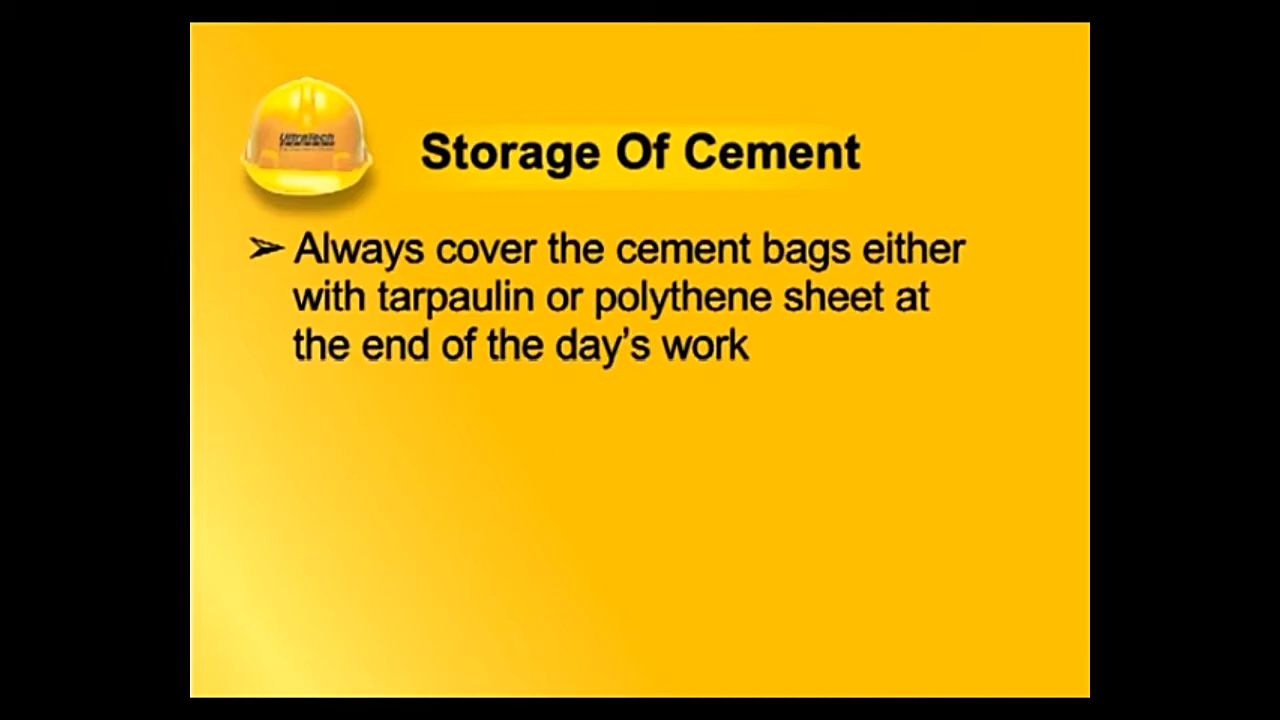 UltraTech
Storage Of Cement
➢ Always cover the cement bags either
with tarpaulin or polythene sheet at
the end of the day’s work